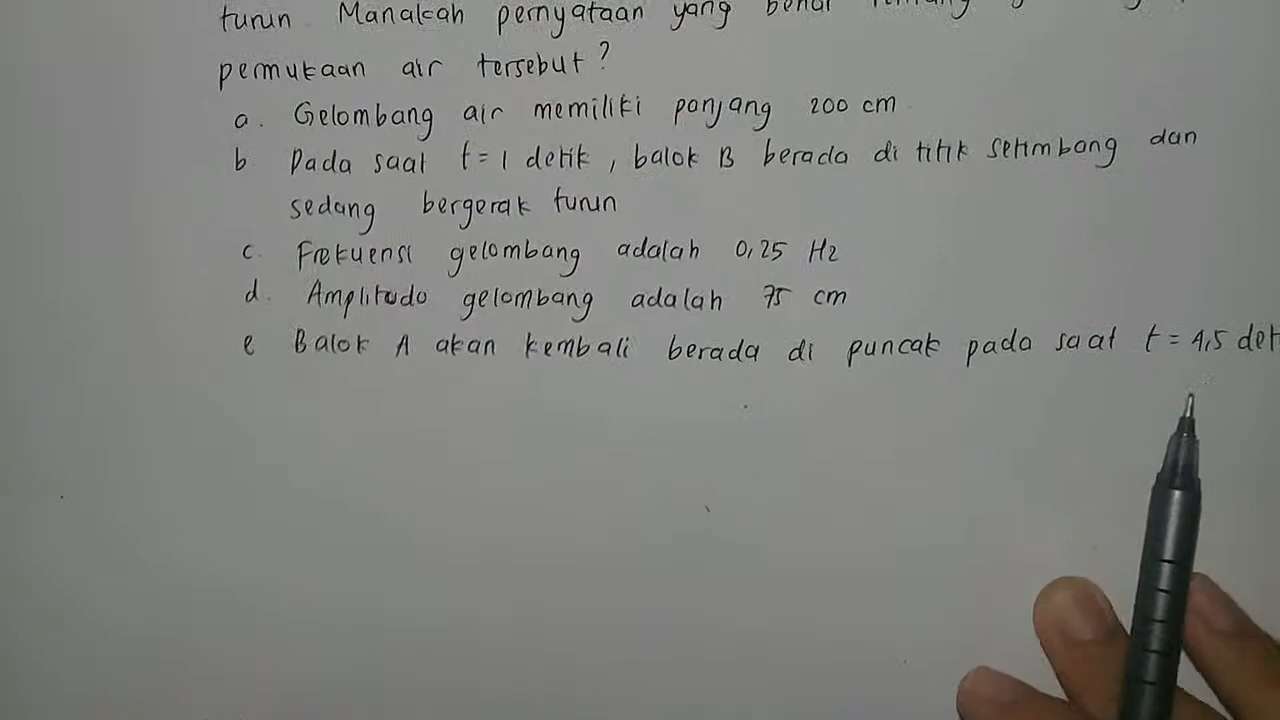 turun Manakah pernyataan yang benar
permukaan air tersebut ?
a. Gelombang air memiliki panjang 200 cm
b Pada saat t = 1 detik , balok B berada di titik setimbang dan
sedang bergerak turun
c. Frekuensi gelombang adalah 0,25 Hz
d. Amplitudo gelombang adalah 75 cm
e Balok A akan kembali berada di puncak pada saat t = 4,5 det